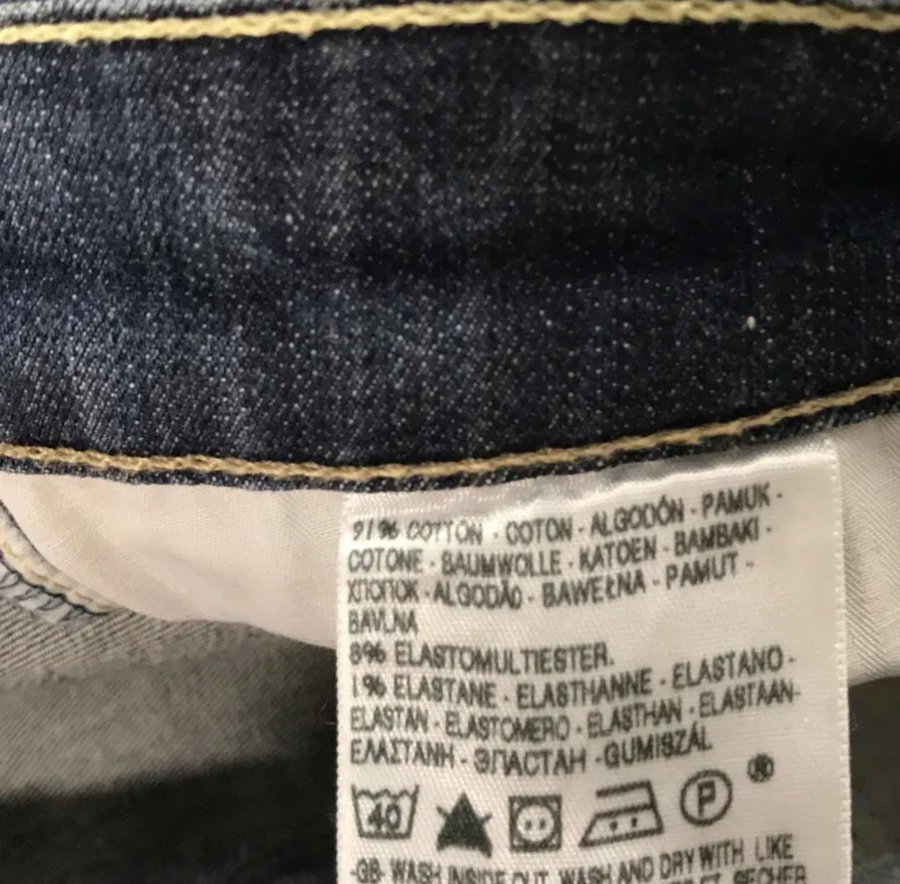 91% COTTON - COTON - ALGODÓN - PAMUK -
COTONE - BAUMWOLLE - KATOEN - BAMBAKI -
ХЛОПОК - ALGODÃO - BAWEŁNA - PAMUT -
BAVLNA
8% ELASTOMULTIESTER.
1% ELASTANE - ELASTHANNE - ELASTANO -
ELASTAN - ELASTOMERO - ELASTHAN - ELASTAAN-
ΕΛΑΣΤΑΝΗ - ЭЛАСТАН -GUMISZÁL
40 P ®
-GB- WASH INSIDE OUT, WASH AND DRY WITH LIKE
SECHER